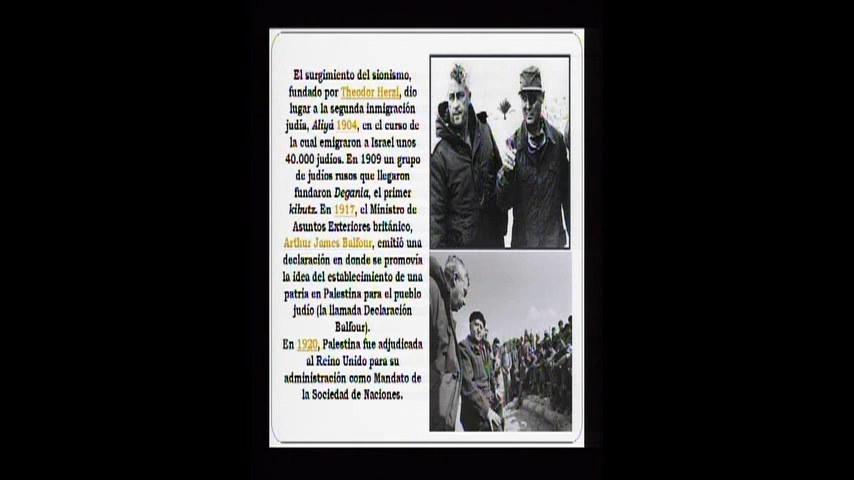 El surgimiento del sionismo,
fundado por Theodor Herzl, dio
lugar a la segunda inmigración
judía, Aliyá 1904, en el curso de
la cual emigraron a Israel unos
40.000 judíos. En 1909 un grupo
de judíos rusos que llegaron
fundaron Degania, el primer
kibutz. En 1917, el Ministro de
Asuntos Exteriores británico,
Arthur James Balfour, emitió una
declaración en donde se promovía
la idea del establecimiento de una
patria en Palestina para el pueblo
judío (la llamada Declaración
Balfour).
En 1920, Palestina fue adjudicada
al Reino Unido para su
administración como Mandato de
la Sociedad de Naciones.